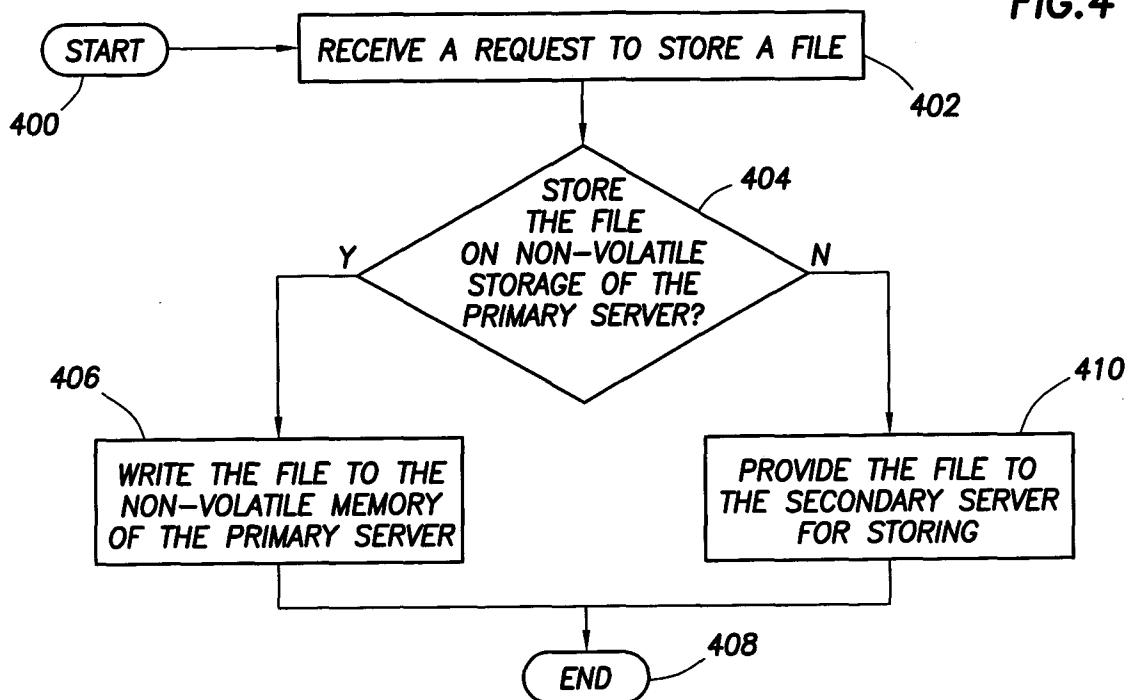 FIG.4
START
RECEIVE A REQUEST TO STORE A FILE
400
402
STORE
THE FILE
ON NON-VOLATILE
STORAGE OF THE
PRIMARY SERVER?
404
Y
N
406
410
WRITE THE FILE TO THE
NON-VOLATILE MEMORY
OF THE PRIMARY SERVER
PROVIDE THE FILE TO
THE SECONDARY SERVER
FOR STORING
END
408